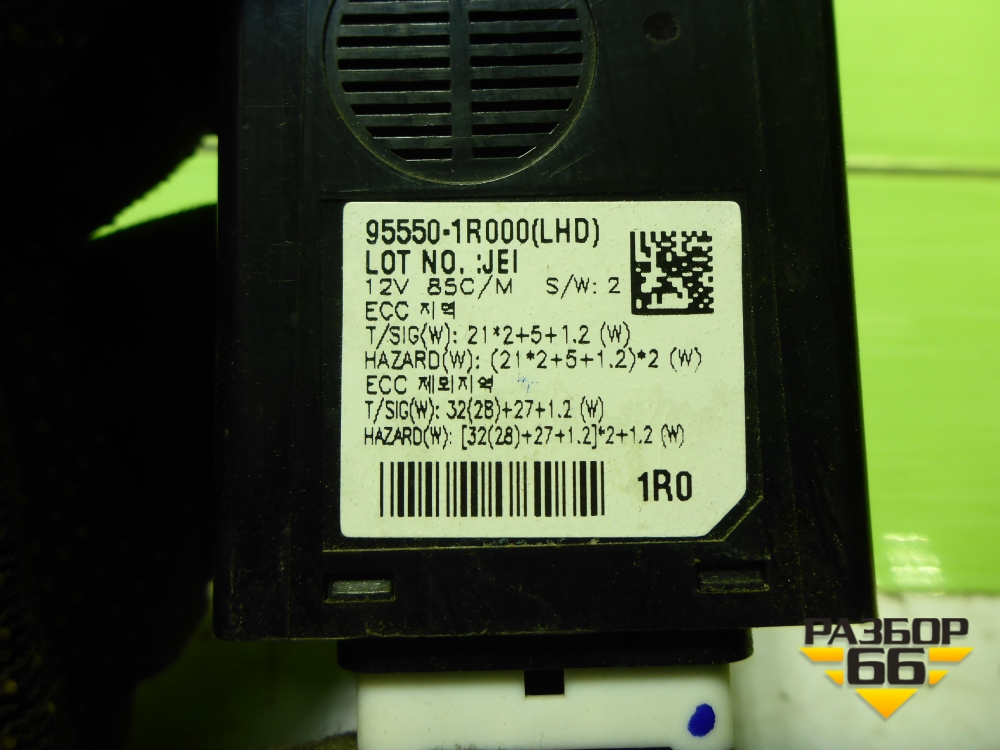 95550-1R000(LHD)
LOT NO. :JEI
12V 85C/M S/W: 2
ECC 지역
T/SIG(W): 21*2+5+1.2 (W)
HAZARD(W): (21*2+5+1.2)*2 (W)
ECC 제외지역
T/SIG(W): 32(28)+27+1.2 (W)
HAZARD(W): [32(28)+27+1.2]*2+1.2 (W)
1R0
РАЗБОР
66